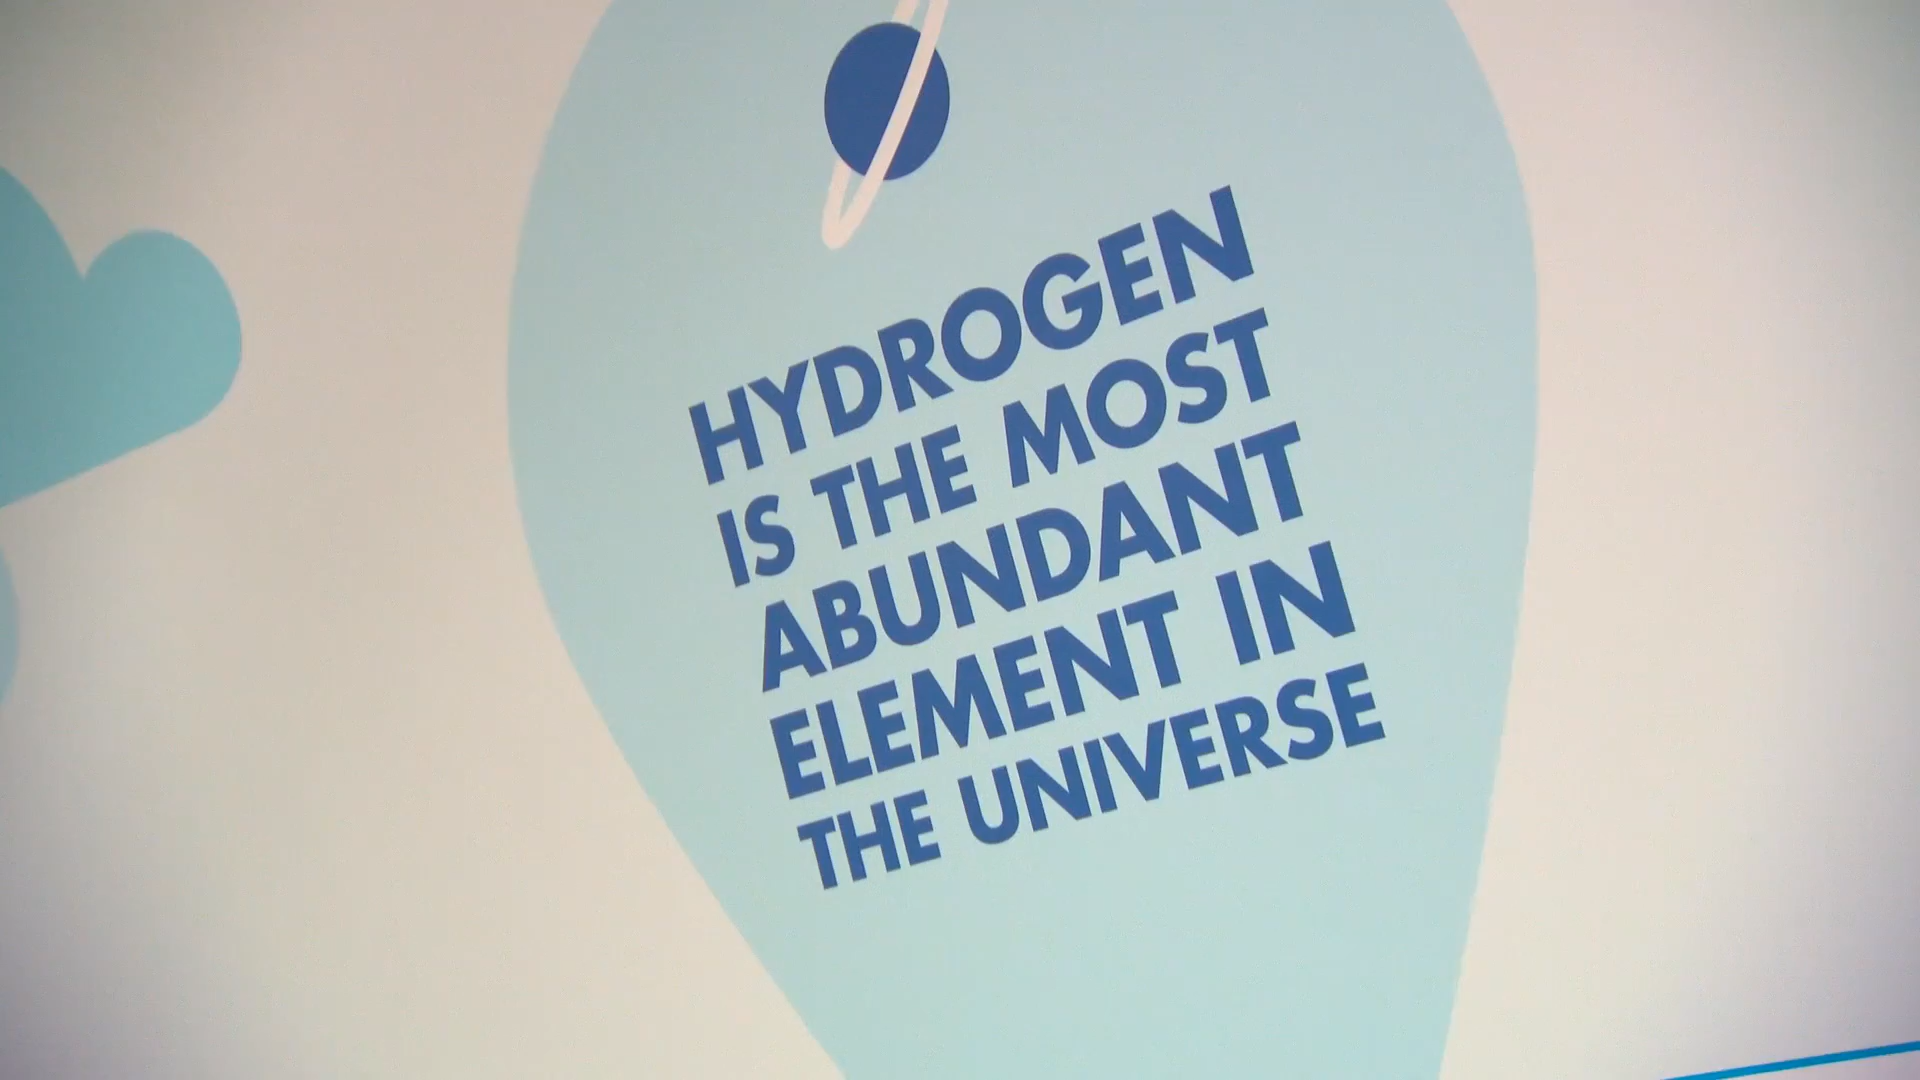 HYDROGEN
IS THE MOST
ABUNDANT
ELEMENT IN
THE UNIVERSE